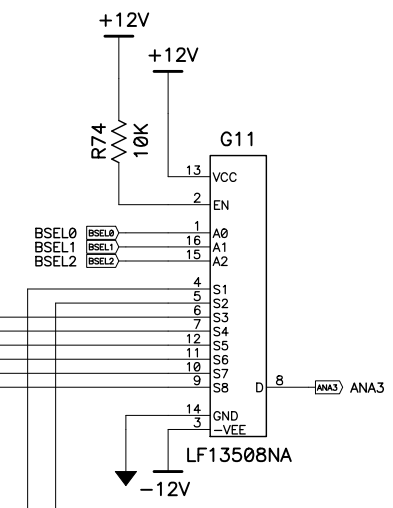 +12V
+12V
R74
10K
G11
13 VCC
2 EN
BSEL0 BSEL0 1 A0
BSEL1 BSEL1 16 A1
BSEL2 BSEL2 15 A2
4 S1
5 S2
6 S3
7 S4
12 S5
11 S6
10 S7
9 S8 D 8 ANA3 ANA3
14 GND
3 -VEE
LF13508NA
-12V